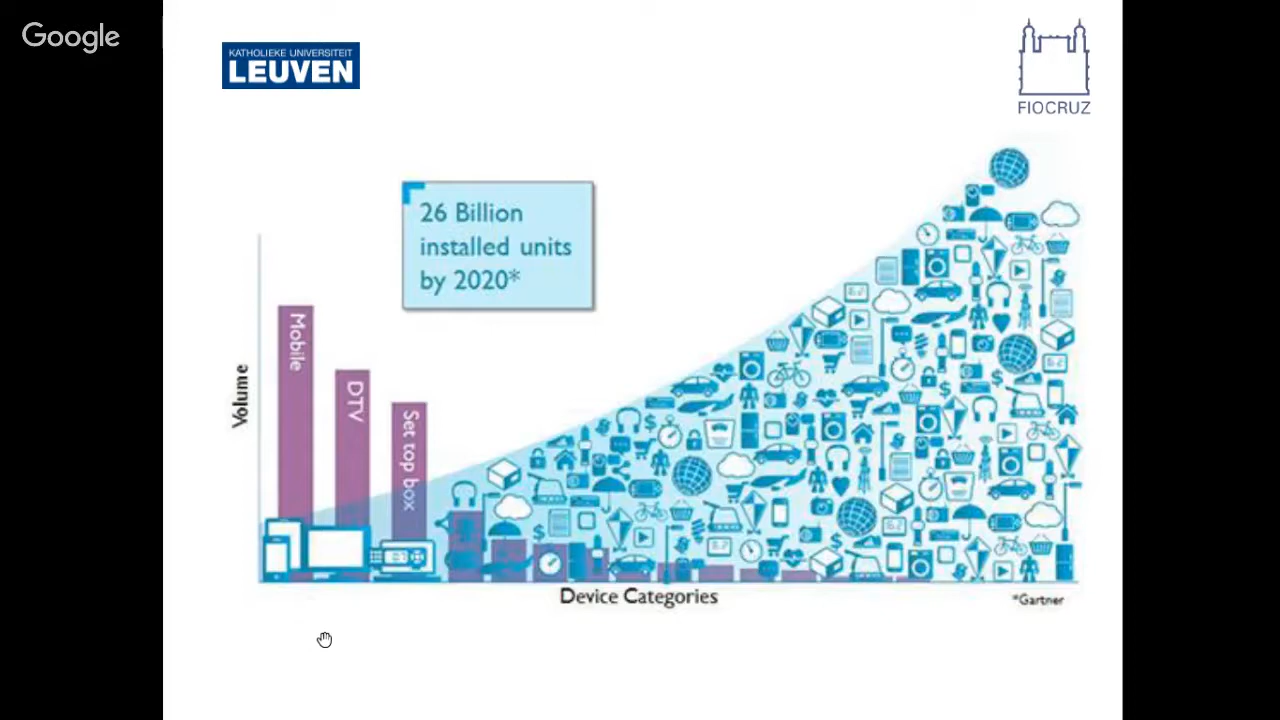 Google
KATHOLIEKE UNIVERSITEIT
LEUVEN
FIOCRUZ
26 Billion
installed units
by 2020*
Volume
Mobile
DTV
Set top box
Device Categories
*Gartner